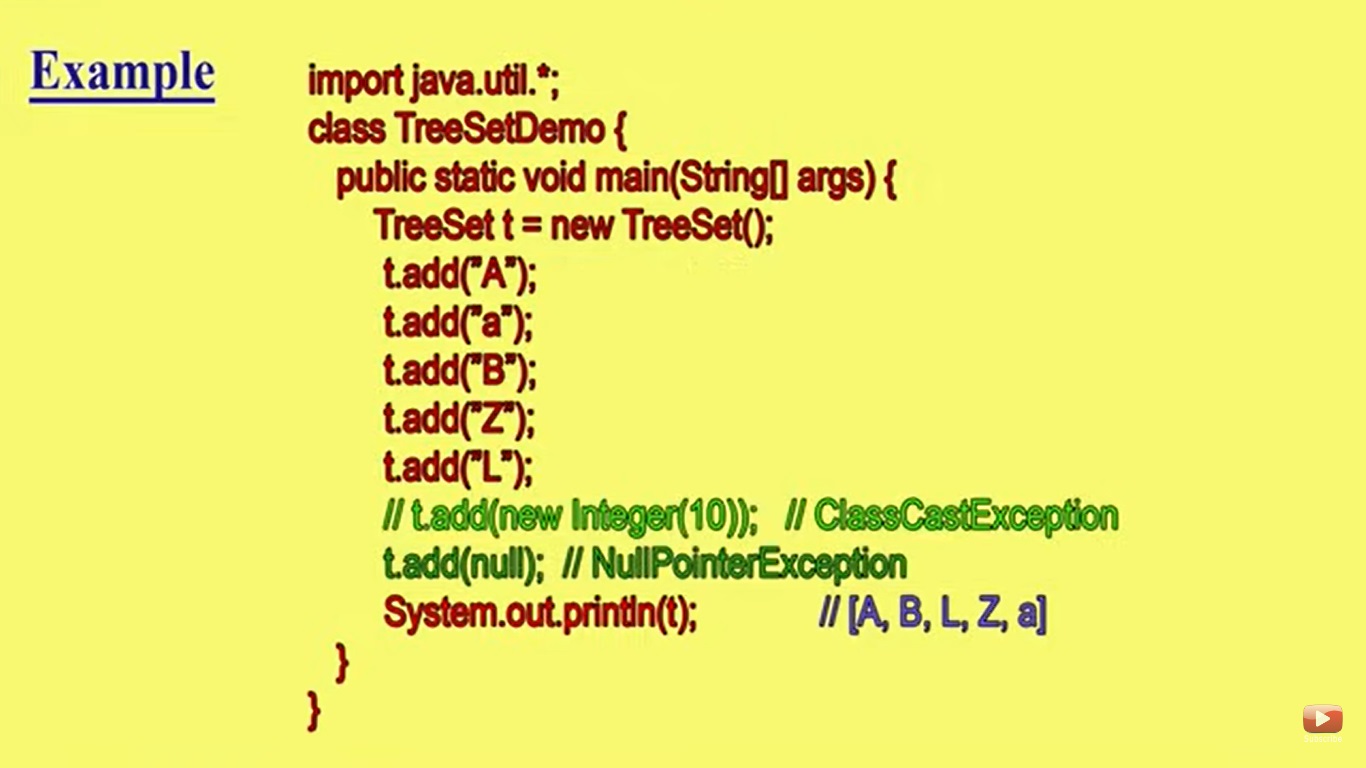 Example
import java.util.*;
class TreeSetDemo {
public static void main(String[] args) {
TreeSet t = new TreeSet();
t.add(”A”);
t.add(”a”);
t.add(”B”);
t.add(”Z”);
t.add(”L”);
// t.add(new Integer(10)); // ClassCastException
t.add(null); // NullPointerException
System.out.println(t); // [A, B, L, Z, a]
}
}